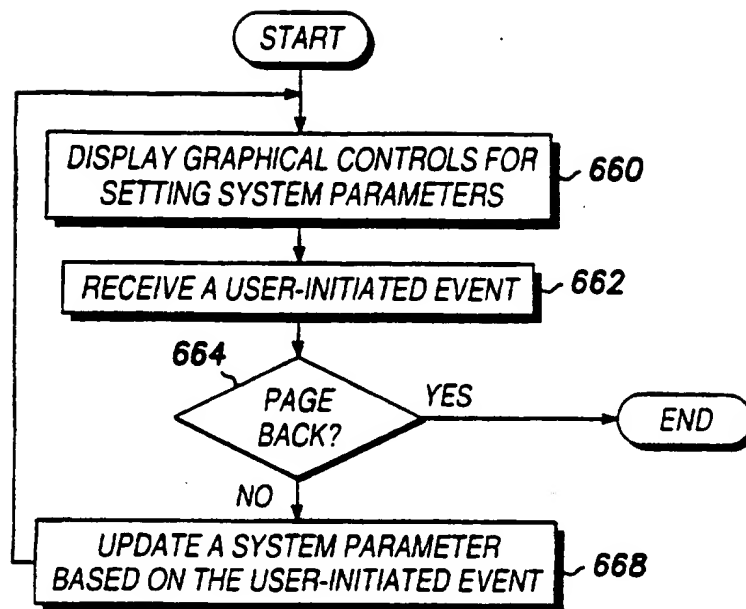 START
DISPLAY GRAPHICAL CONTROLS FOR
SETTING SYSTEM PARAMETERS
660
RECEIVE A USER-INITIATED EVENT
662
664
PAGE
BACK?
YES
END
NO
UPDATE A SYSTEM PARAMETER
BASED ON THE USER-INITIATED EVENT
668